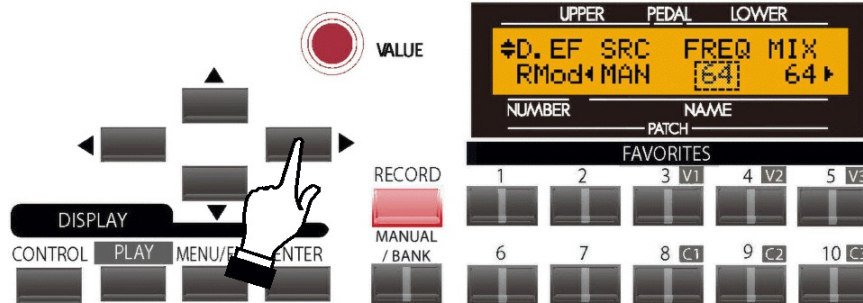 VALUE
DISPLAY
CONTROL PLAY MENU/E ENTER
RECORD
MANUAL
/ BANK
UPPER PEDAL LOWER
D. EF SRC FREQ MIX
RMod MAN 64 64
NUMBER NAME
PATCH
FAVORITES
1 2 3 V1 4 V2 5 V3
6 7 8 C1 9 C2 10 C3